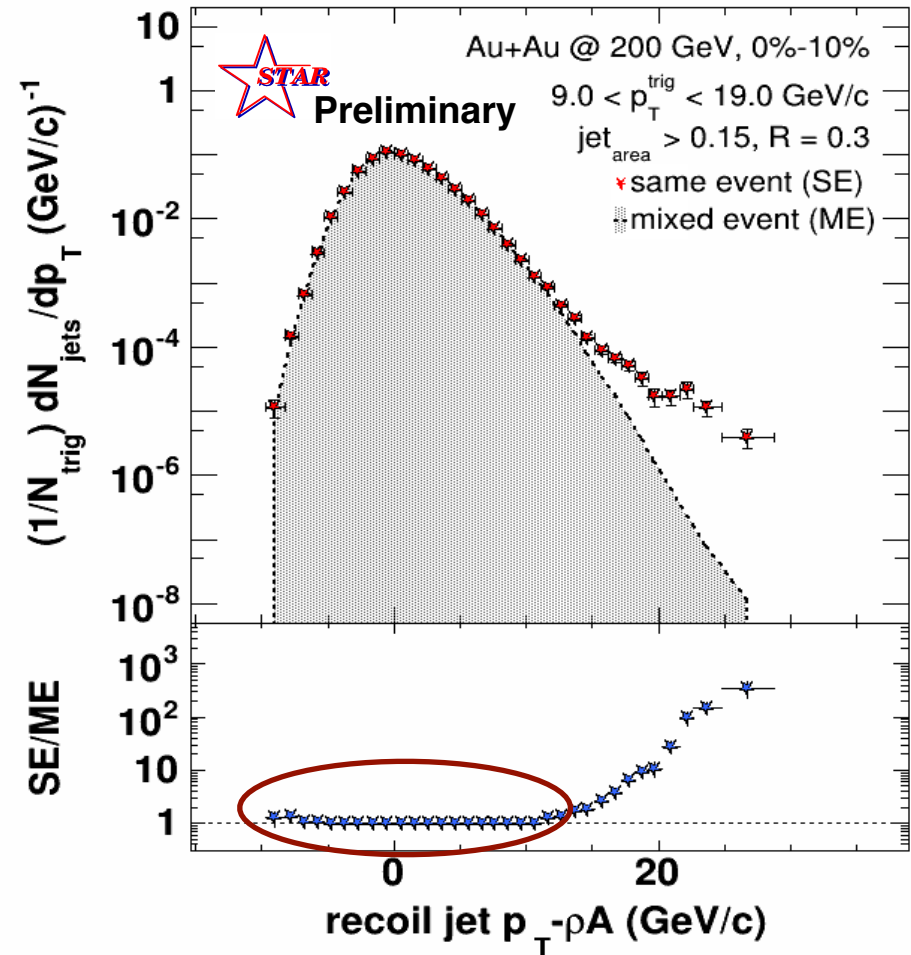 10
1
10^-2
10^-4
10^-6
10^-8
(1/N_trig) dN_jets/dp_T (GeV/c)^-1
STAR
Preliminary
Au+Au @ 200 GeV, 0%-10%
9.0 < p_T^trig < 19.0 GeV/c
jet_area > 0.15, R = 0.3
same event (SE)
mixed event (ME)
10^3
10^2
10
1
SE/ME
0 20
recoil jet p_T-ρA (GeV/c)